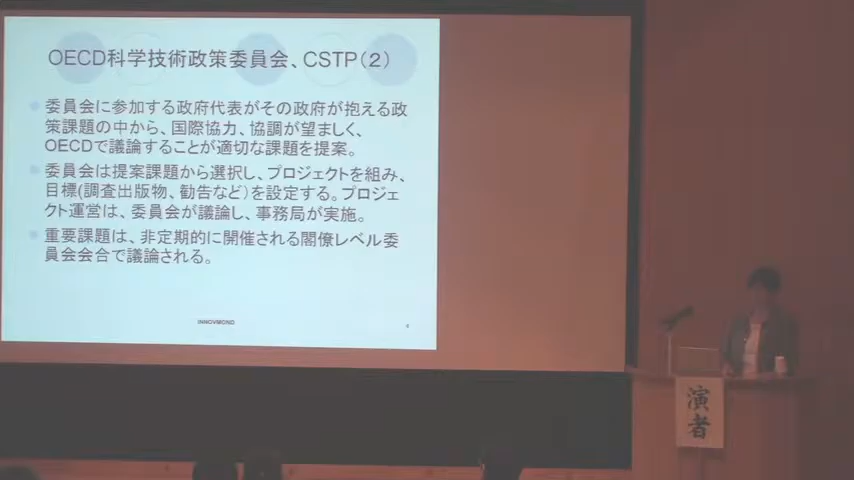 OECD科学技術政策委員会、CSTP(2)
委員会に参加する政府代表がその政府が抱える政
策課題の中から、国際協力、協調が望ましく、
OECDで議論することが適切な課題を提案。
委員会は提案課題から選択し、プロジェクトを組み、
目標(調査出版物、勧告など)を設定する。プロジェ
クト運営は、委員会が議論し、事務局が実施。
重要課題は、非定期的に開催される閣僚レベル委
員会会合で議論される。
INNOVMOND
演者